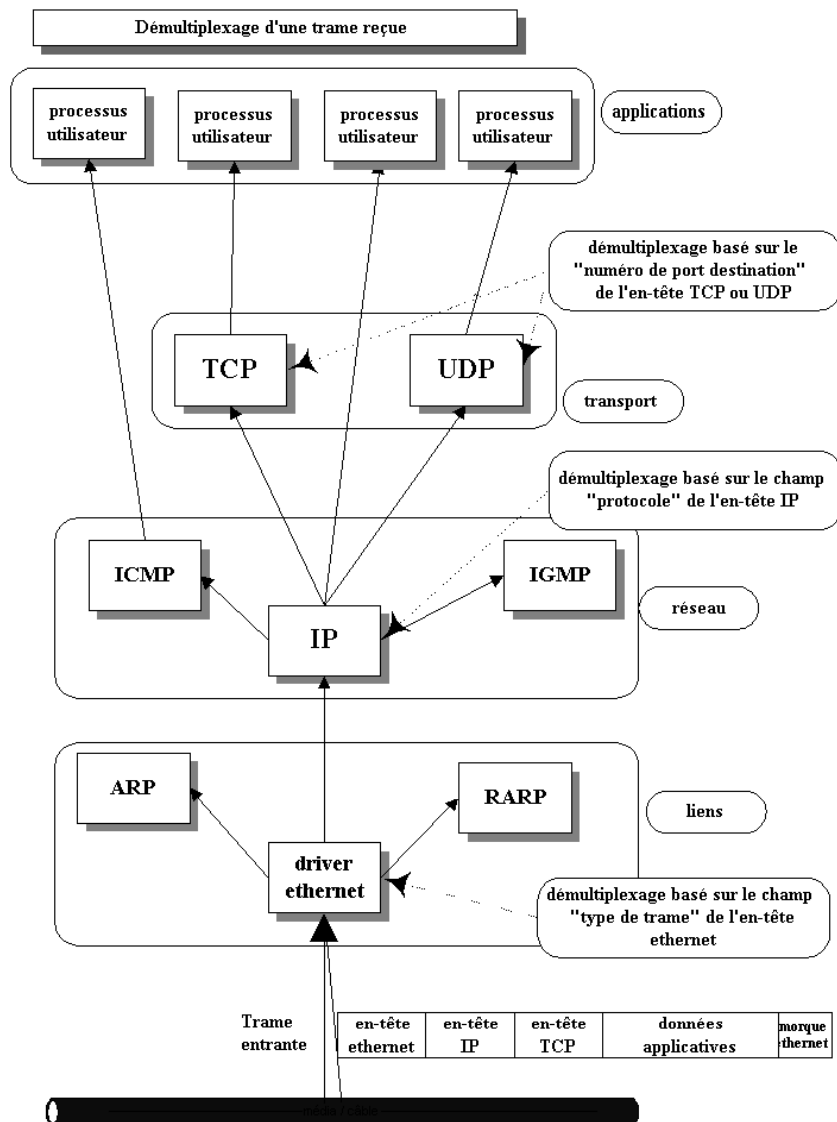 Démultiplexage d'une trame reçue
processus
utilisateur
processus
utilisateur
processus
utilisateur
processus
utilisateur
applications
démultiplexage basé sur le
"numéro de port destination"
de l'en-tête TCP ou UDP
TCP
UDP
transport
démultiplexage basé sur le champ
"protocole" de l'en-tête IP
ICMP
IGMP
IP
réseau
ARP
RARP
liens
driver
ethernet
démultiplexage basé sur le champ
"type de trame" de l'en-tête
ethernet
Trame
entrante
en-tête
ethernet
en-tête
IP
en-tête
TCP
données
applicatives
morque
thernet
média / câble